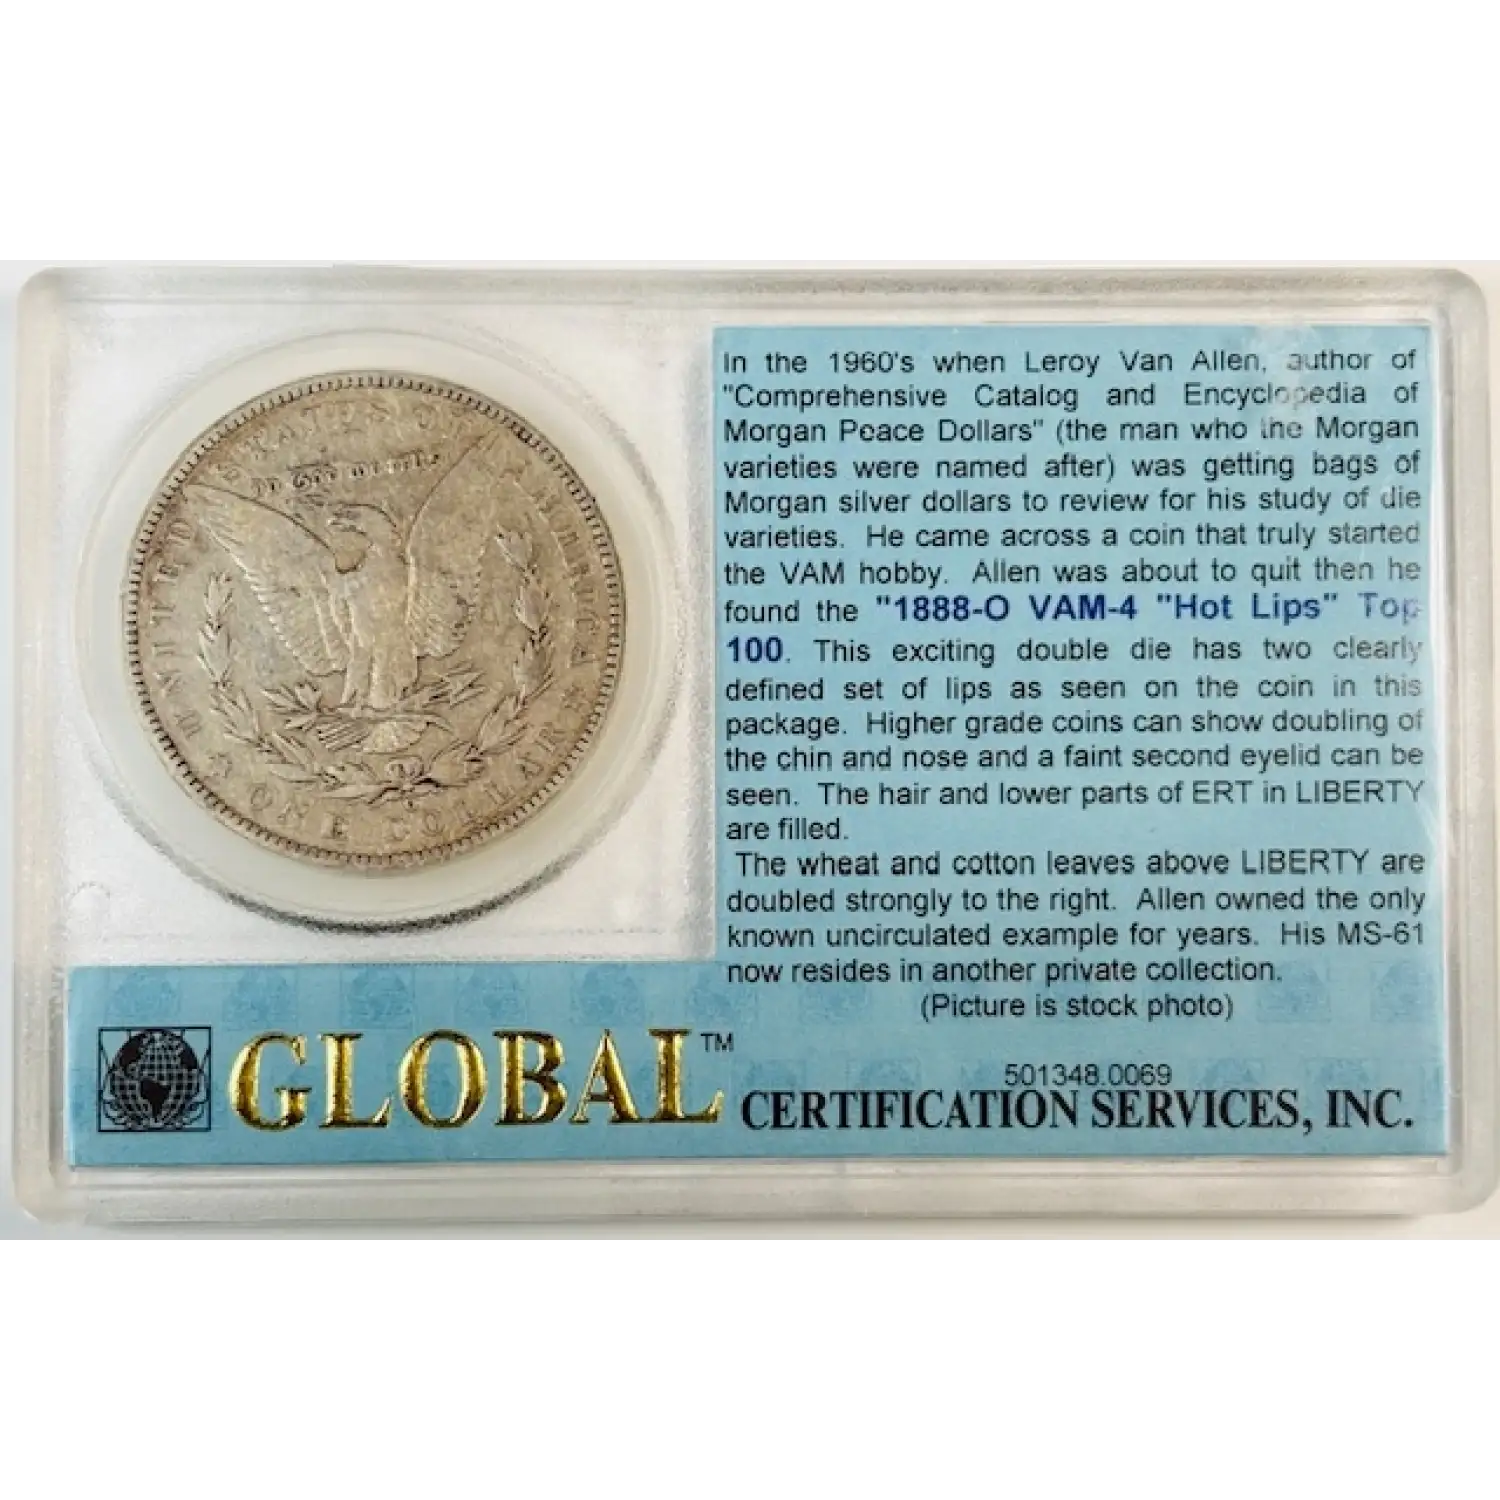 UNITED STATES OF AMERICA
In God we trust.
ONE DOLLAR
In the 1960's when Leroy Van Allen, author of
"Comprehensive Catalog and Encyclopedia of
Morgan Peace Dollars" (the man who the Morgan
varieties were named after) was getting bags of
Morgan silver dollars to review for his study of die
varieties. He came across a coin that truly started
the VAM hobby. Allen was about to quit then he
found the "1888-O VAM-4 "Hot Lips" Top
100. This exciting double die has two clearly
defined set of lips as seen on the coin in this
package. Higher grade coins can show doubling of
the chin and nose and a faint second eyelid can be
seen. The hair and lower parts of ERT in LIBERTY
are filled.
The wheat and cotton leaves above LIBERTY are
doubled strongly to the right. Allen owned the only
known uncirculated example for years. His MS-61
now resides in another private collection.
(Picture is stock photo)
501348.0069
GLOBAL™ CERTIFICATION SERVICES, INC.